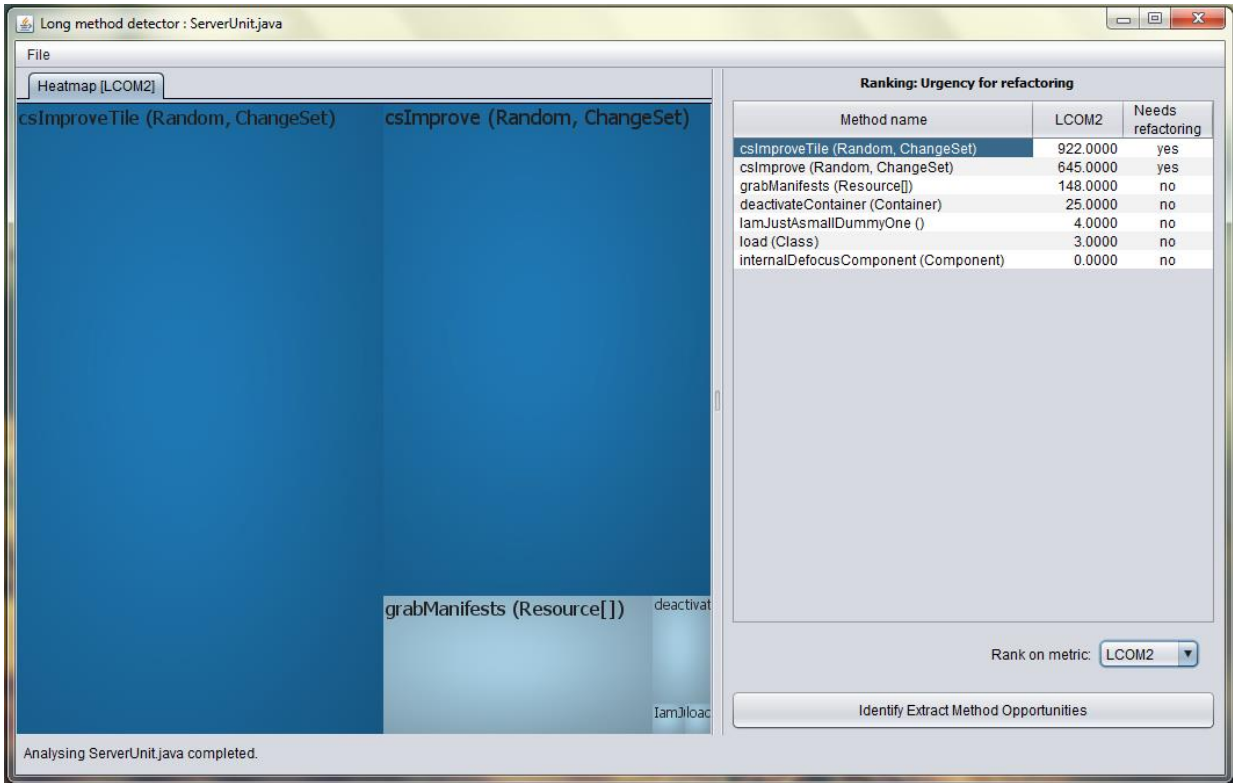 Long method detector : ServerUnit.java
File
Heatmap [LCOM2]
csImproveTile (Random, ChangeSet)
csImprove (Random, ChangeSet)
grabManifests (Resource[])
deactivat
IamJ
loac
Ranking: Urgency for refactoring
Method name LCOM2 Needs refactoring
csImproveTile (Random, ChangeSet) 922.0000 yes
csImprove (Random, ChangeSet) 645.0000 yes
grabManifests (Resource[]) 148.0000 no
deactivateContainer (Container) 25.0000 no
IamJustAsmallDummyOne () 4.0000 no
load (Class) 3.0000 no
internalDefocusComponent (Component) 0.0000 no
Rank on metric: LCOM2
Identify Extract Method Opportunities
Analysing ServerUnit.java completed.